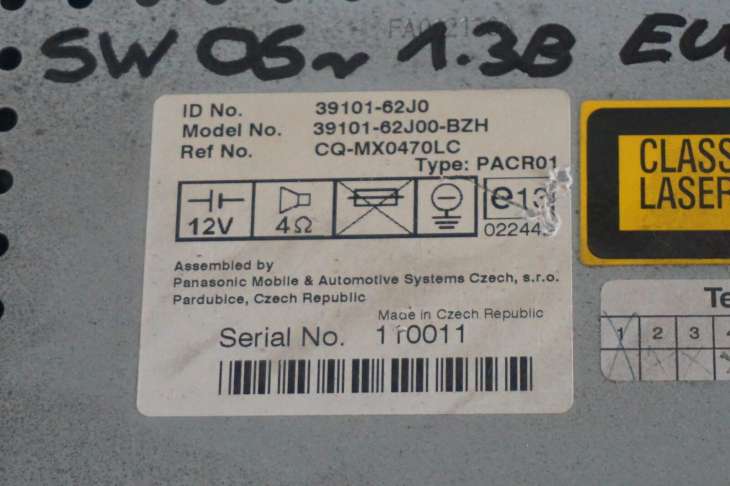 SW 06~ 1.3B
ID No. 39101-62J0
Model No. 39101-62J00-BZH
Ref No. CQ-MX0470LC
Type: PACR01
12V 4Ω e13
Assembled by
Panasonic Mobile & Automotive Systems Czech, s.r.o.
Pardubice, Czech Republic
Made in Czech Republic
Serial No. 110011
CLASS
LASER
1 2 3